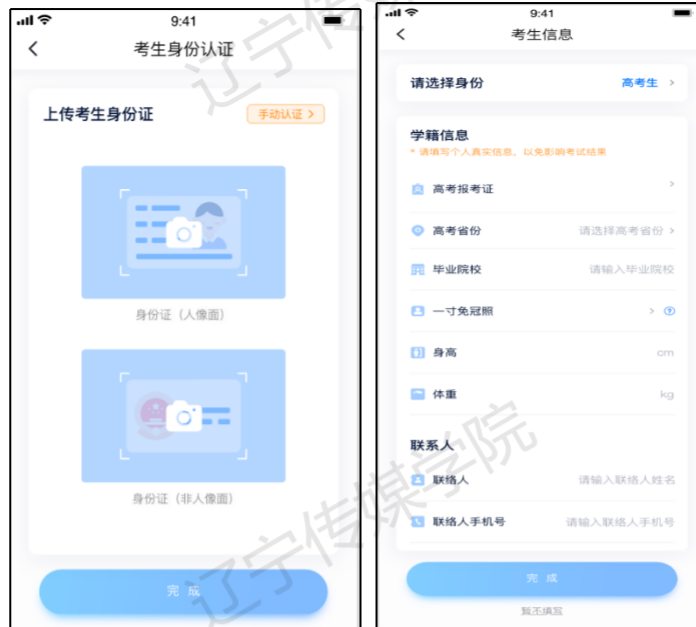 9:41
考生身份认证
上传考生身份证
手动认证 >
身份证（人像面）
身份证（非人像面）
完 成
9:41
考生信息
请选择身份 高考生 >
学籍信息
* 请填写个人真实信息，以免影响考试结果
高考报考证 >
高考省份 请选择高考省份 >
毕业院校 请输入毕业院校
一寸免冠照 > ?
身高 cm
体重 kg
联系人
联络人 请输入联络人姓名
联络人手机号 请输入联络人手机号
完 成
暂不填写
辽宁传媒学院
辽宁传媒学院